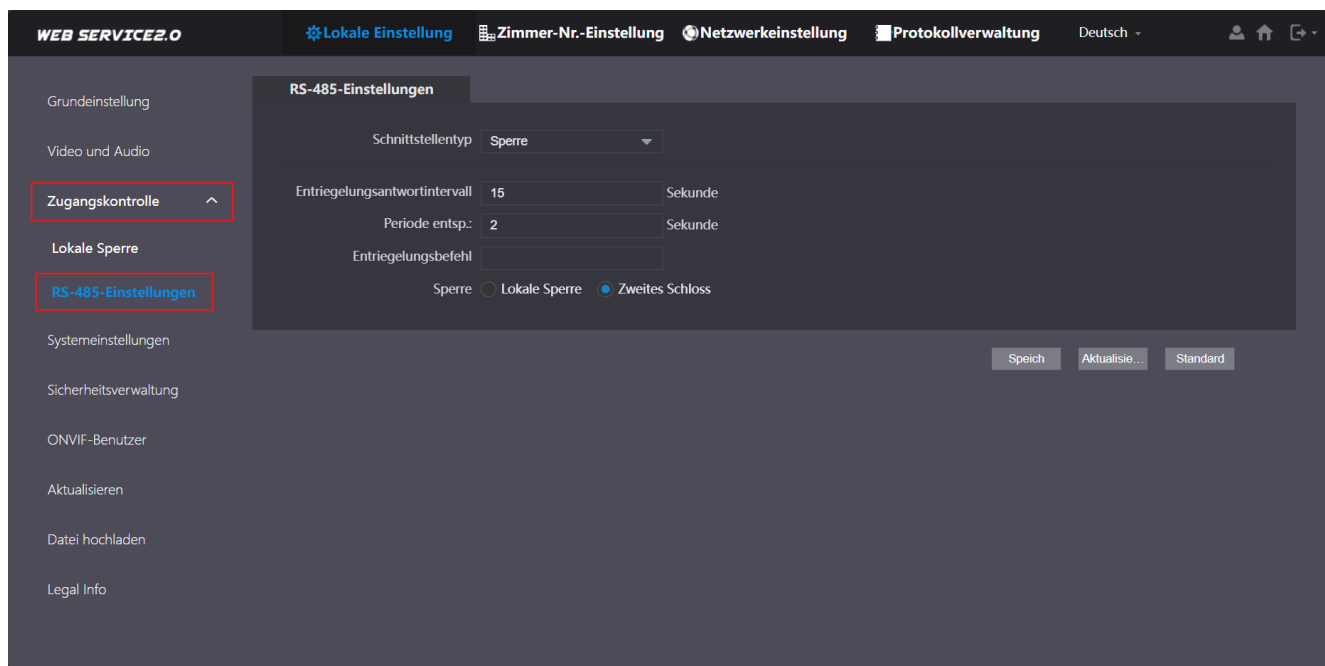 WEB SERVICE2.0 Lokale Einstellung Zimmer-Nr.-Einstellung Netzwerkeinstellung Protokollverwaltung Deutsch
Grundeinstellung
Video und Audio
Zugangskontrolle
Lokale Sperre
RS-485-Einstellungen
Systemeinstellungen
Sicherheitsverwaltung
ONVIF-Benutzer
Aktualisieren
Datei hochladen
Legal Info
RS-485-Einstellungen
Schnittstellentyp Sperre
Entriegelungsantwortintervall 15 Sekunde
Periode entsp.: 2 Sekunde
Entriegelungsbefehl
Sperre Lokale Sperre Zweites Schloss
Speich Aktualisie... Standard